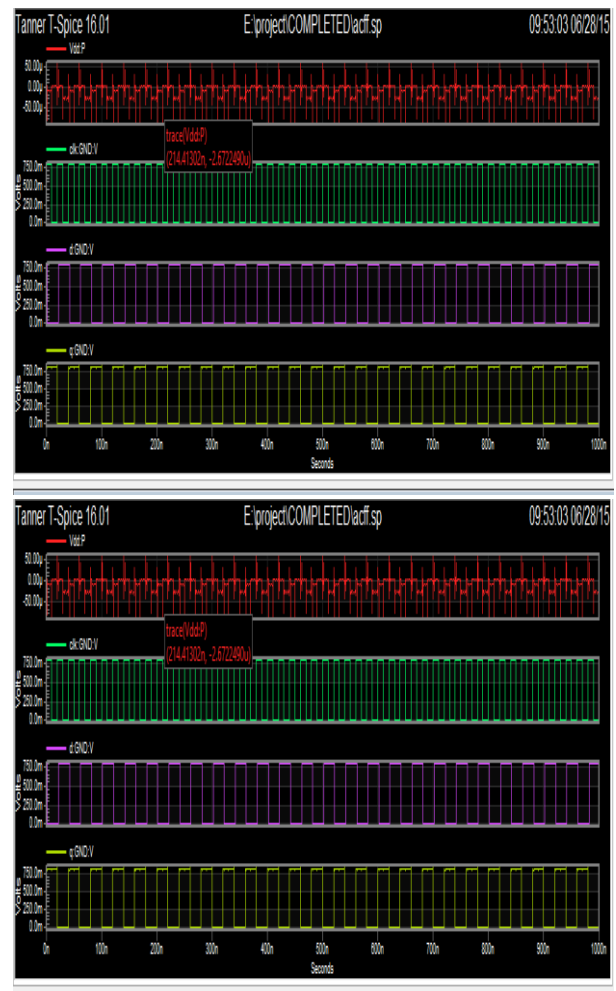 Tanner T-Spice 16.01 E:\project\COMPLETED\acff.sp 09:53:03 06/28/15
Vdd:P
50.00µ
0.00µ
-50.00µ
trace(Vdd:P)
(214.41302n, -2.6722490u)
clk:GND:V
Volts
750.0m
500.0m
250.0m
0.0m
d:GND:V
Volts
750.0m
500.0m
250.0m
0.0m
q:GND:V
Volts
750.0m
500.0m
250.0m
0.0m
0n 100n 200n 300n 400n 500n 600n 700n 800n 900n 1000n
Seconds
Tanner T-Spice 16.01 E:\project\COMPLETED\acff.sp 09:53:03 06/28/15
Vdd:P
50.00µ
0.00µ
-50.00µ
trace(Vdd:P)
(214.41302n, -2.6722490u)
clk:GND:V
Volts
750.0m
500.0m
250.0m
0.0m
d:GND:V
Volts
750.0m
500.0m
250.0m
0.0m
q:GND:V
Volts
750.0m
500.0m
250.0m
0.0m
0n 100n 200n 300n 400n 500n 600n 700n 800n 900n 1000n
Seconds